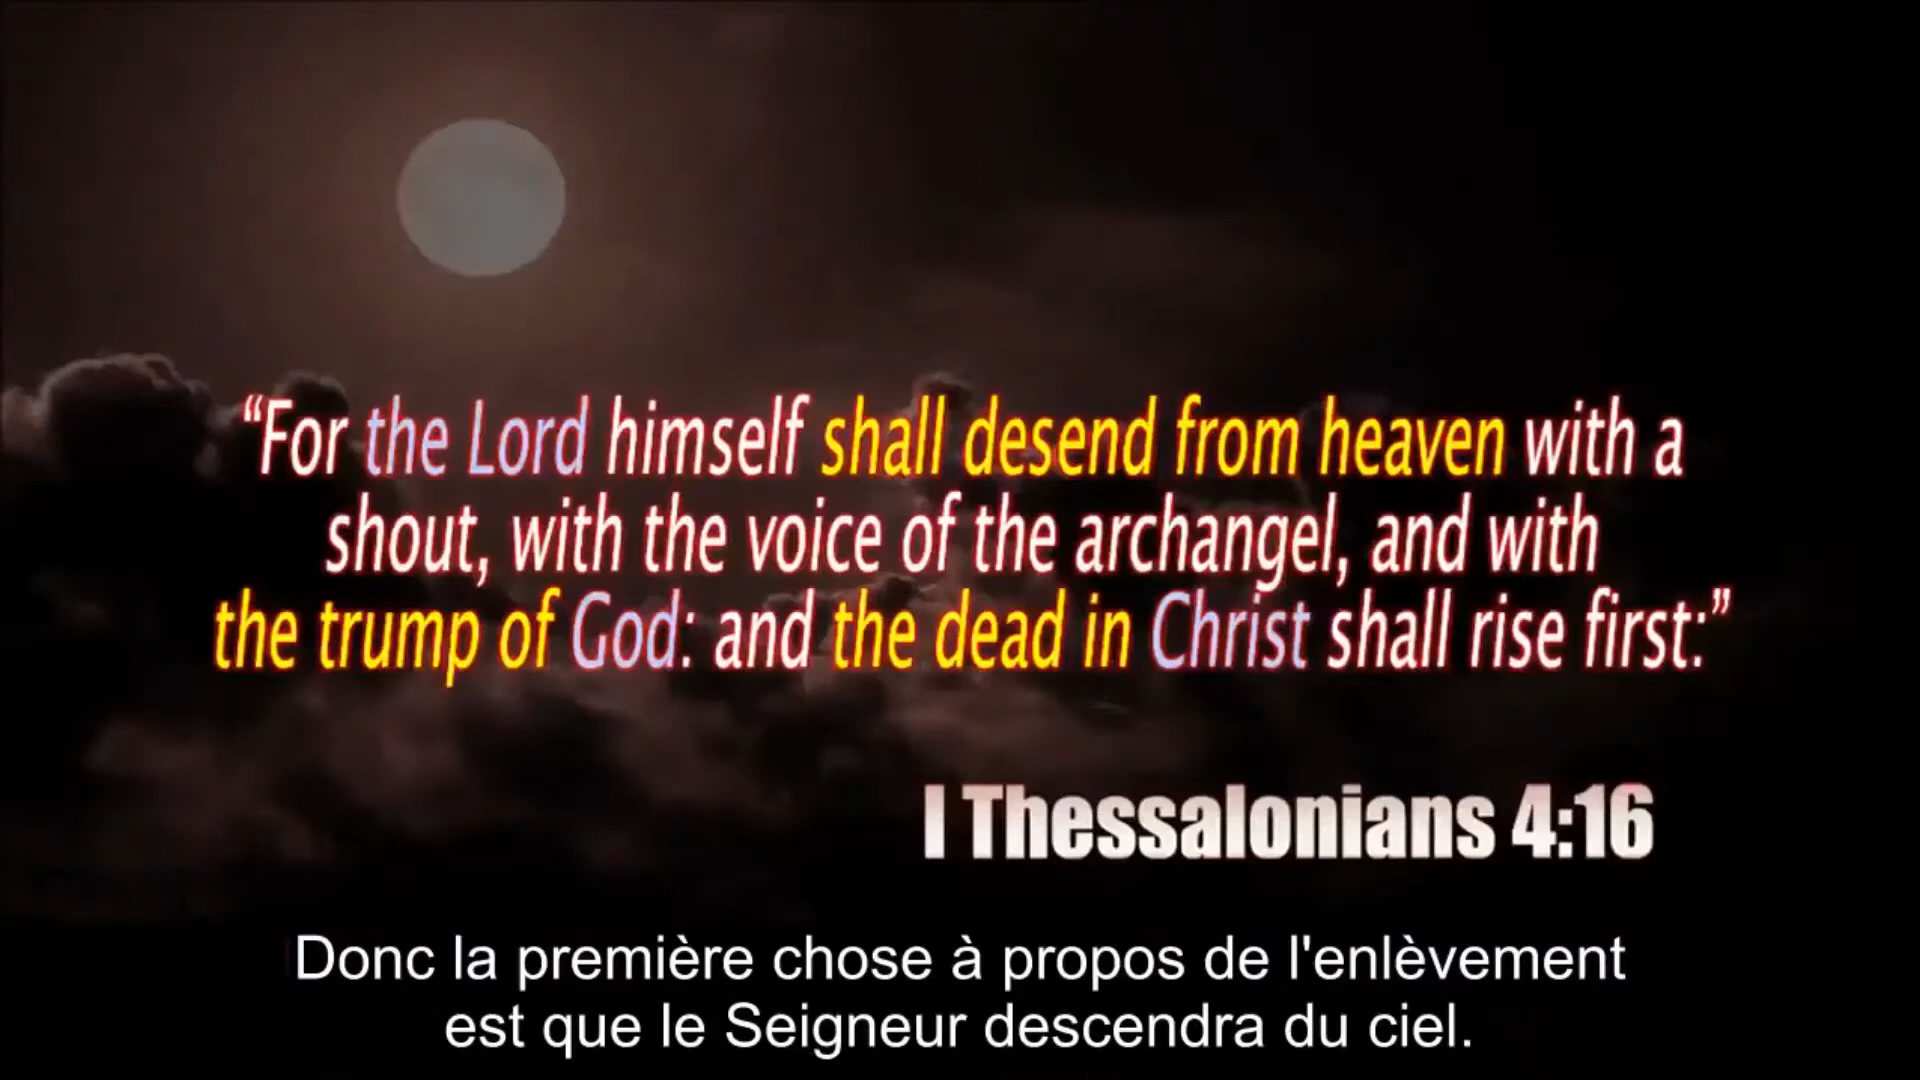 “For the Lord himself shall desend from heaven with a
shout, with the voice of the archangel, and with
the trump of God: and the dead in Christ shall rise first:”
I Thessalonians 4:16
Donc la première chose à propos de l'enlèvement
est que le Seigneur descendra du ciel.